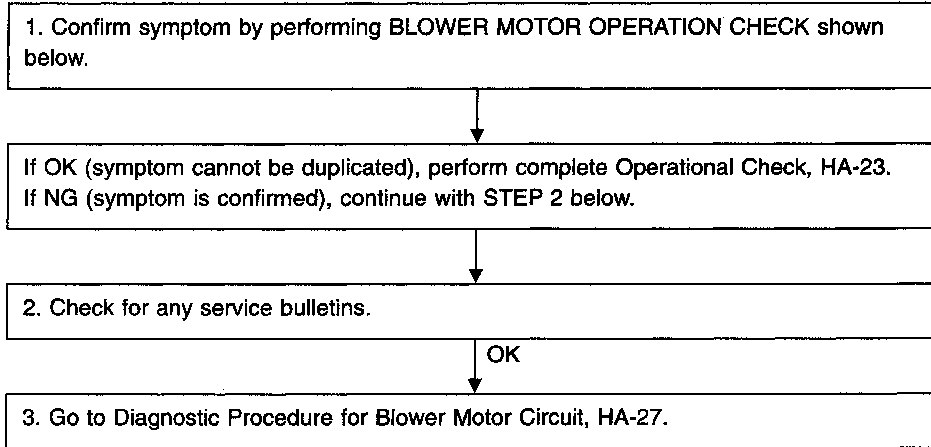 1. Confirm symptom by performing BLOWER MOTOR OPERATION CHECK shown
below.
If OK (symptom cannot be duplicated), perform complete Operational Check, HA-23.
If NG (symptom is confirmed), continue with STEP 2 below.
2. Check for any service bulletins.
OK
3. Go to Diagnostic Procedure for Blower Motor Circuit, HA-27.